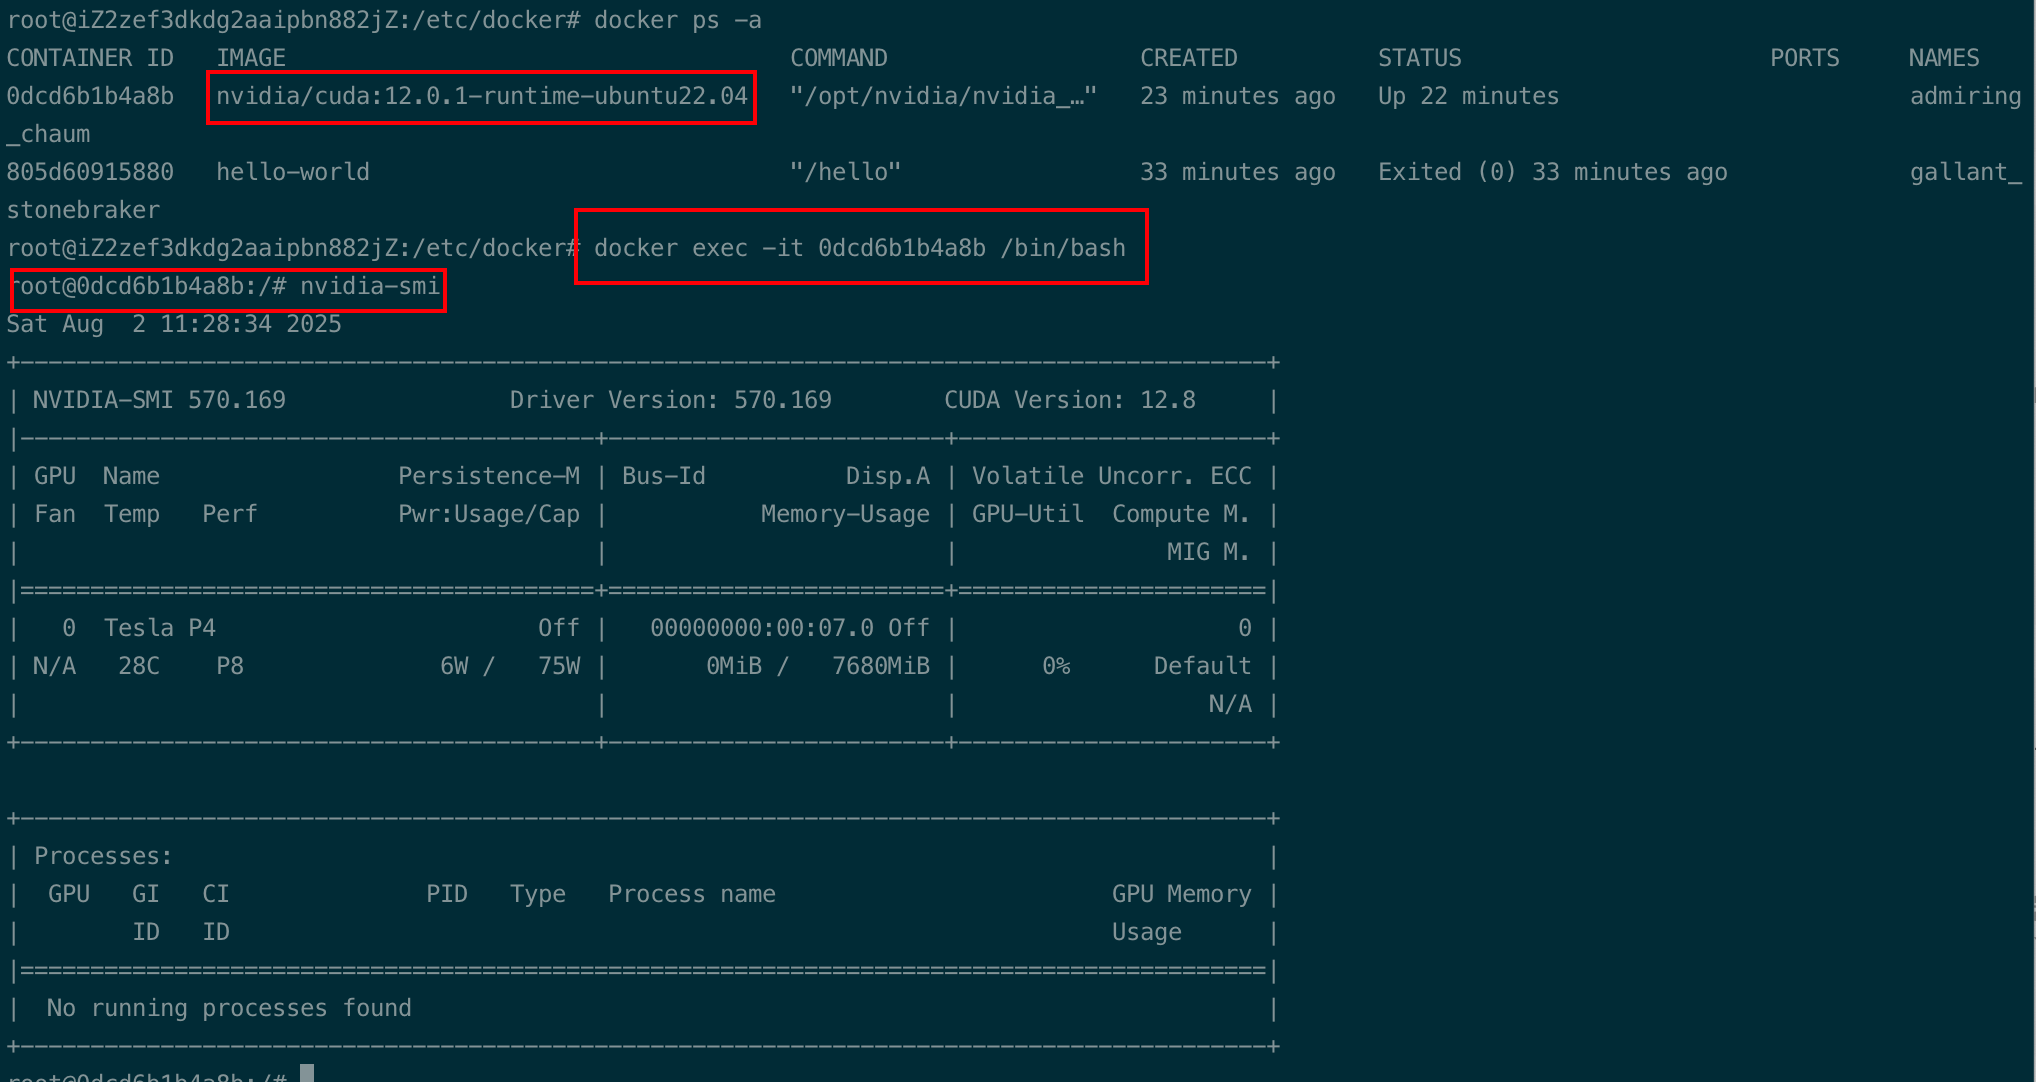 root@iZ2zef3dkdg2aaipbn882jZ:/etc/docker# docker ps -a
CONTAINER ID   IMAGE                                    COMMAND                  CREATED          STATUS                      PORTS     NAMES
0dcd6b1b4a8b   nvidia/cuda:12.0.1-runtime-ubuntu22.04   "/opt/nvidia/nvidia_…"   23 minutes ago   Up 22 minutes                         admiring
_chaum
805d60915880   hello-world                              "/hello"                 33 minutes ago   Exited (0) 33 minutes ago             gallant_
stonebraker
root@iZ2zef3dkdg2aaipbn882jZ:/etc/docker# docker exec -it 0dcd6b1b4a8b /bin/bash
root@0dcd6b1b4a8b:/# nvidia-smi
Sat Aug  2 11:28:34 2025
+-----------------------------------------------------------------------------------------+
| NVIDIA-SMI 570.169                Driver Version: 570.169        CUDA Version: 12.8     |
|-----------------------------------------+------------------------+----------------------+
| GPU  Name                 Persistence-M | Bus-Id          Disp.A | Volatile Uncorr. ECC |
| Fan  Temp   Perf          Pwr:Usage/Cap |           Memory-Usage | GPU-Util  Compute M. |
|                                         |                        |               MIG M. |
|=========================================+========================+======================|
|   0  Tesla P4                       Off |   00000000:00:07.0 Off |                    0 |
| N/A   28C    P8              6W /   75W |       0MiB /   7680MiB |      0%      Default |
|                                         |                        |                  N/A |
+-----------------------------------------+------------------------+----------------------+
+-----------------------------------------------------------------------------------------+
| Processes:                                                                              |
|  GPU   GI   CI              PID   Type   Process name                        GPU Memory |
|        ID   ID                                                               Usage      |
|=========================================================================================|
|  No running processes found                                                             |
+-----------------------------------------------------------------------------------------+
root@0dcd6b1b4a8b:/#